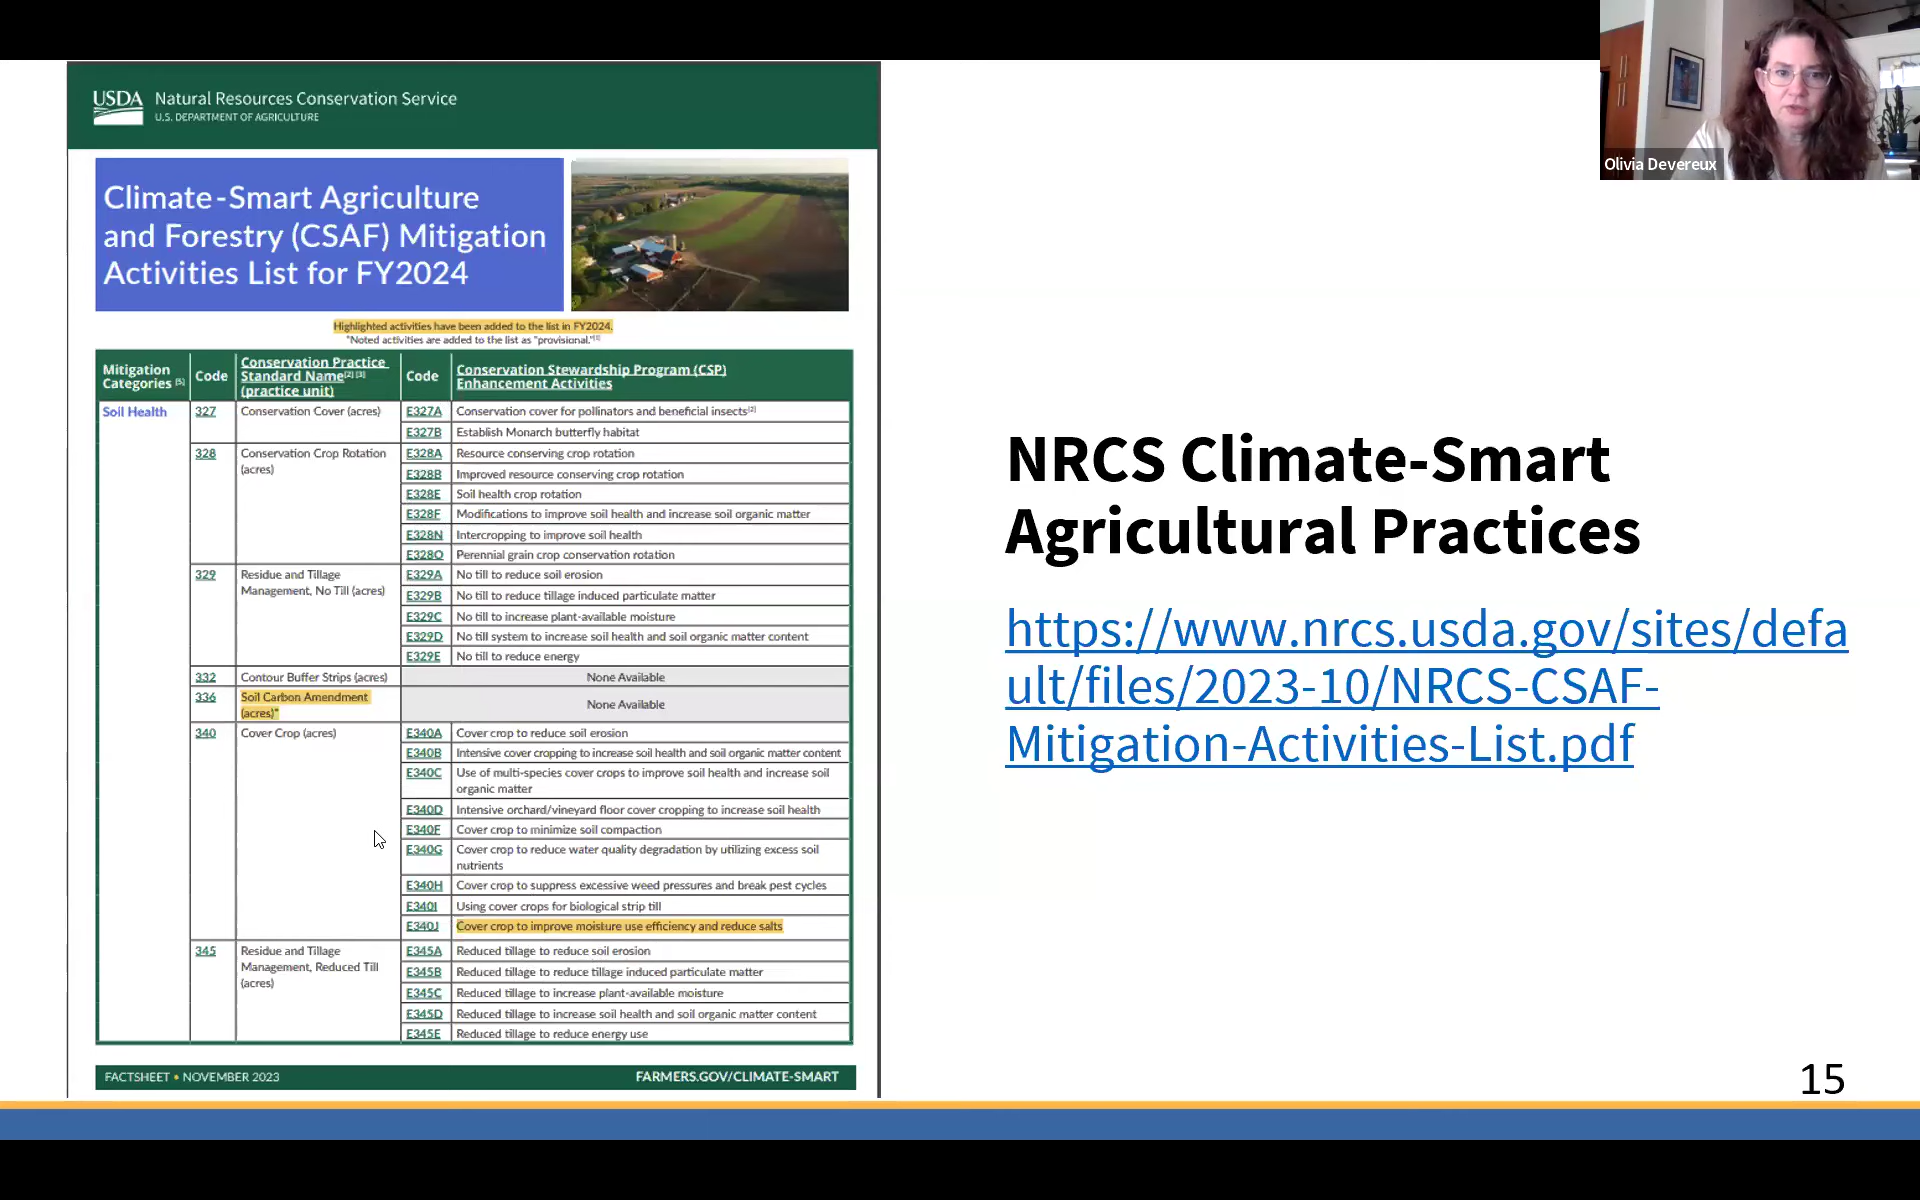 Olivia Devereux
USDA Natural Resources Conservation Service
U.S. DEPARTMENT OF AGRICULTURE
Climate-Smart Agriculture
and Forestry (CSAF) Mitigation
Activities List for FY2024
Highlighted activities have been added to the list in FY2024.
*Noted activities are added to the list as "provisional."[1]
Mitigation Categories [5] Code Conservation Practice Standard Name[2] [3] (practice unit) Code Conservation Stewardship Program (CSP) Enhancement Activities
Soil Health 327 Conservation Cover (acres) E327A Conservation cover for pollinators and beneficial insects[2]
E327B Establish Monarch butterfly habitat
328 Conservation Crop Rotation (acres) E328A Resource conserving crop rotation
E328B Improved resource conserving crop rotation
E328E Soil health crop rotation
E328F Modifications to improve soil health and increase soil organic matter
E328N Intercropping to improve soil health
E328O Perennial grain crop conservation rotation
329 Residue and Tillage Management, No Till (acres) E329A No till to reduce soil erosion
E329B No till to reduce tillage induced particulate matter
E329C No till to increase plant-available moisture
E329D No till system to increase soil health and soil organic matter content
E329E No till to reduce energy
332 Contour Buffer Strips (acres) None Available
336 Soil Carbon Amendment (acres)* None Available
340 Cover Crop (acres) E340A Cover crop to reduce soil erosion
E340B Intensive cover cropping to increase soil health and soil organic matter content
E340C Use of multi-species cover crops to improve soil health and increase soil
organic matter
E340D Intensive orchard/vineyard floor cover cropping to increase soil health
E340F Cover crop to minimize soil compaction
E340G Cover crop to reduce water quality degradation by utilizing excess soil
nutrients
E340H Cover crop to suppress excessive weed pressures and break pest cycles
E340I Using cover crops for biological strip till
E340J Cover crop to improve moisture use efficiency and reduce salts
345 Residue and Tillage Management, Reduced Till (acres) E345A Reduced tillage to reduce soil erosion
E345B Reduced tillage to reduce tillage induced particulate matter
E345C Reduced tillage to increase plant-available moisture
E345D Reduced tillage to increase soil health and soil organic matter content
E345E Reduced tillage to reduce energy use
FACTSHEET • NOVEMBER 2023 FARMERS.GOV/CLIMATE-SMART
NRCS Climate-Smart
Agricultural Practices
https://www.nrcs.usda.gov/sites/defa
ult/files/2023-10/NRCS-CSAF-
Mitigation-Activities-List.pdf
15